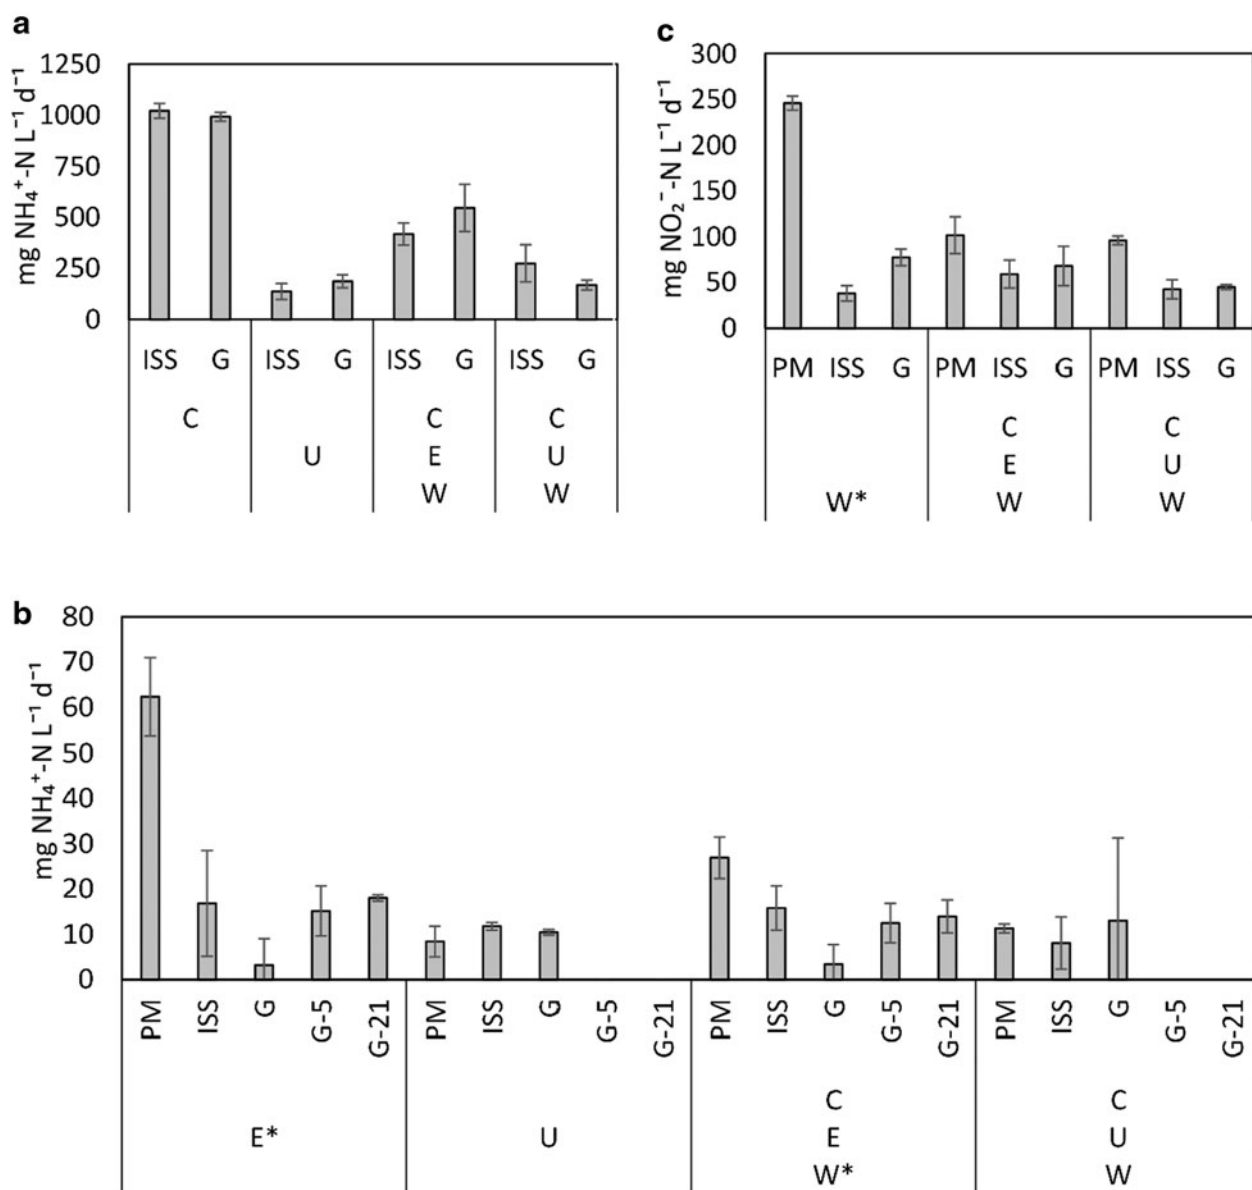 a
mg NH₄⁺-N L⁻¹ d⁻¹
1250
1000
750
500
250
0
ISS G ISS G ISS G ISS G
C U C E W C U W
c
mg NO₂⁻-N L⁻¹ d⁻¹
300
250
200
150
100
50
0
PM ISS G PM ISS G PM ISS G
W* C E W C U W
b
mg NH₄⁺-N L⁻¹ d⁻¹
80
70
60
50
40
30
20
10
0
PM ISS G G-5 G-21 PM ISS G G-5 G-21 PM ISS G G-5 G-21 PM ISS G G-5 G-21
E* U C E W* C U W